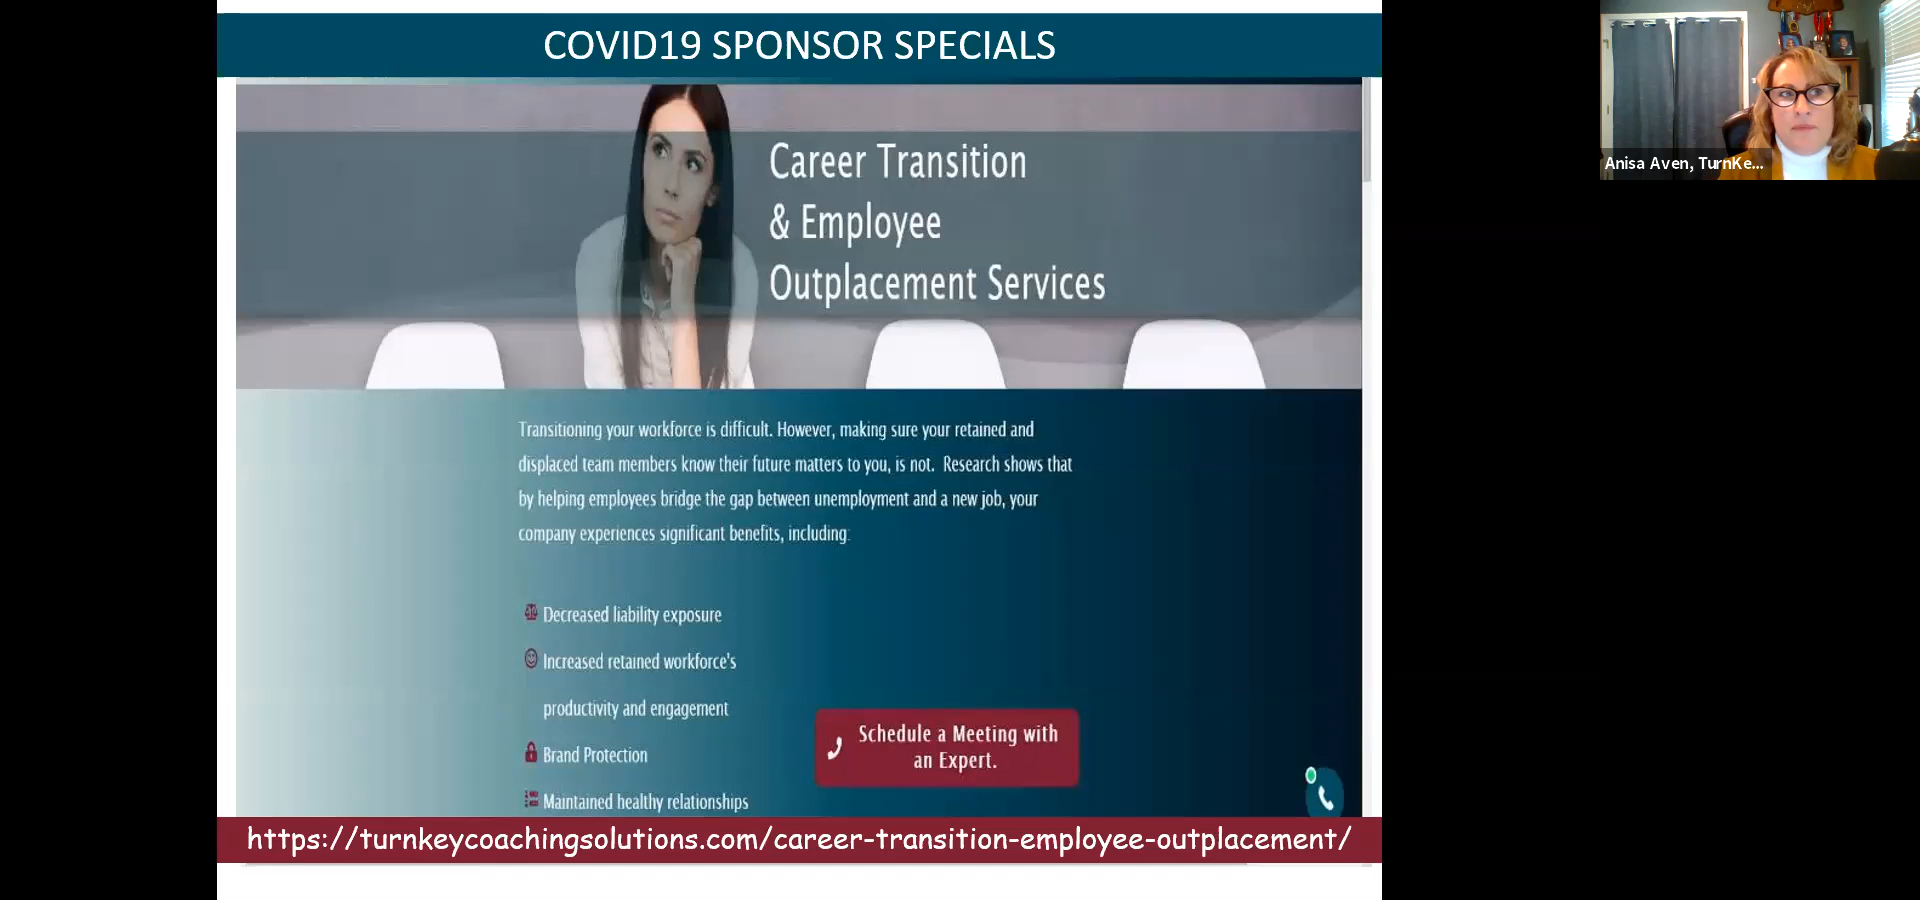 COVID19 SPONSOR SPECIALS
Career Transition
& Employee
Outplacement Services
Transitioning your workforce is difficult. However, making sure your retained and
displaced team members know their future matters to you, is not. Research shows that
by helping employees bridge the gap between unemployment and a new job, your
company experiences significant benefits, including:
Decreased liability exposure
Increased retained workforce's
productivity and engagement
Brand Protection
Maintained healthy relationships
Schedule a Meeting with
an Expert.
https://turnkeycoachingsolutions.com/career-transition-employee-outplacement/
Anisa Aven, TurnKe...